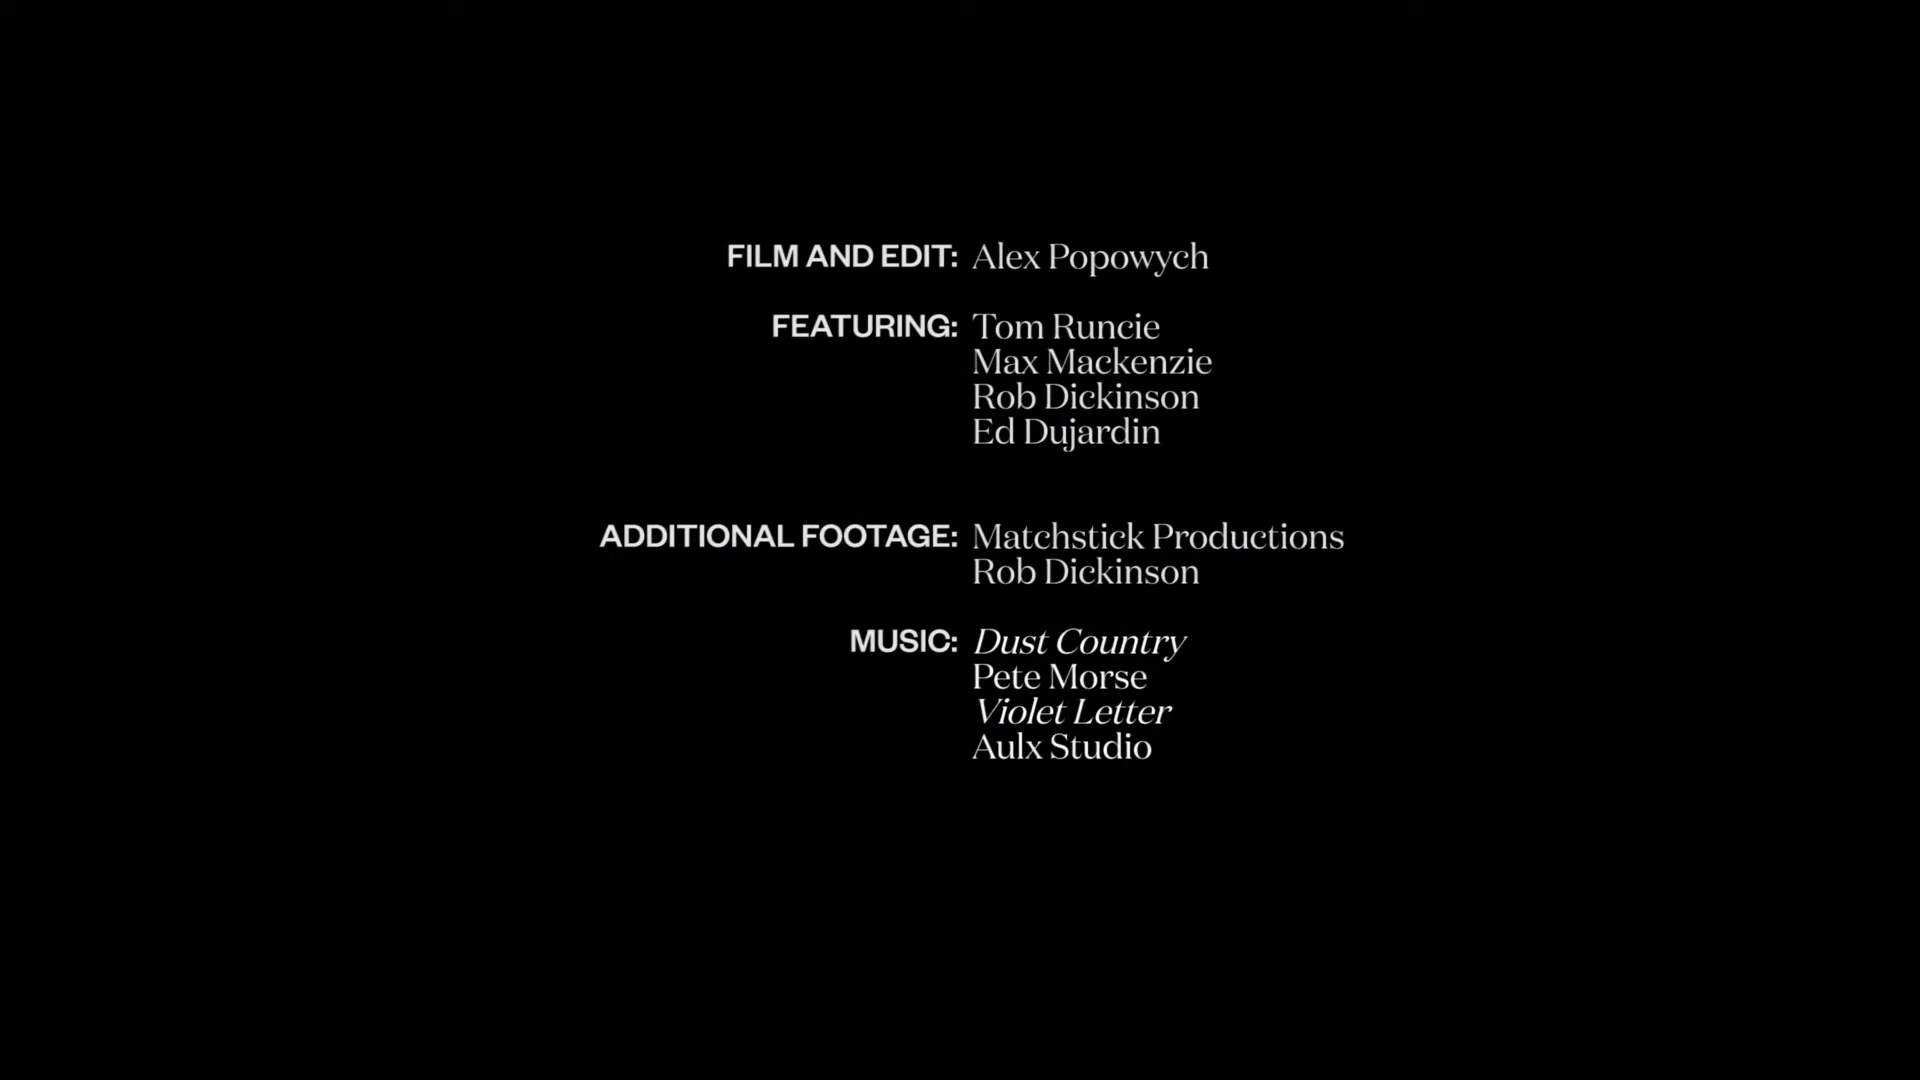 FILM AND EDIT: Alex Popowych
FEATURING: Tom Runcie
Max Mackenzie
Rob Dickinson
Ed Dujardin
ADDITIONAL FOOTAGE: Matchstick Productions
Rob Dickinson
MUSIC: Dust Country
Pete Morse
Violet Letter
Aulx Studio